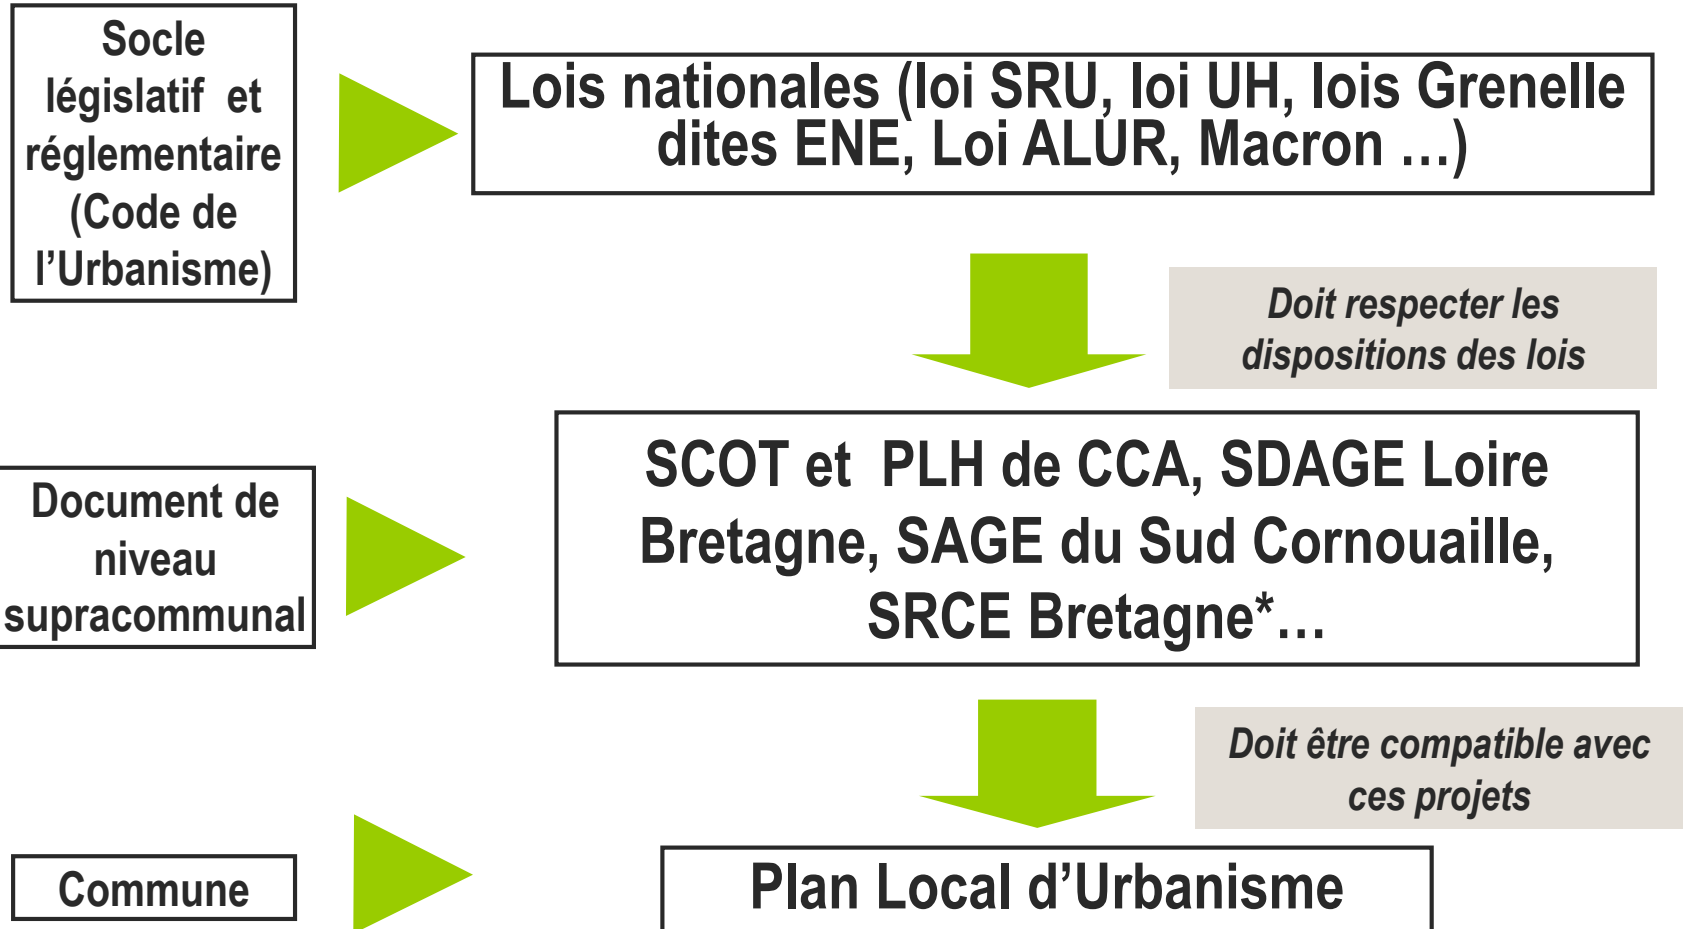 Socle
législatif et
réglementaire
(Code de
l’Urbanisme)
Lois nationales (loi SRU, loi UH, lois Grenelle
dites ENE, Loi ALUR, Macron …)
Doit respecter les
dispositions des lois
Document de
niveau
supracommunal
SCOT et PLH de CCA, SDAGE Loire
Bretagne, SAGE du Sud Cornouaille,
SRCE Bretagne*…
Doit être compatible avec
ces projets
Commune
Plan Local d’Urbanisme